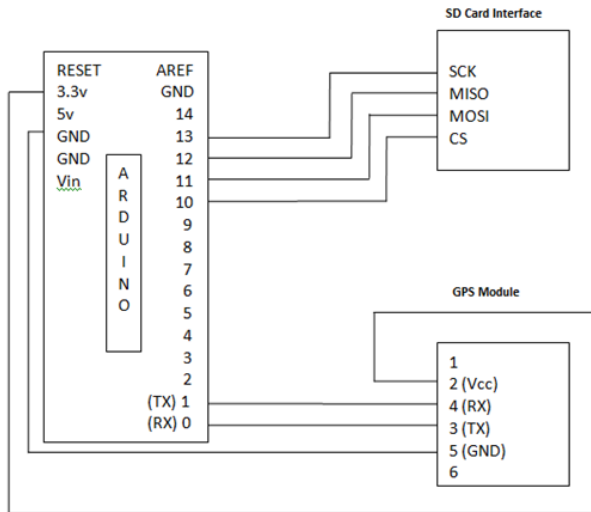 SD Card Interface
SCK
MISO
MOSI
CS
RESET AREF
3.3v GND
5v 14
GND 13
GND 12
Vin 11
10
9
8
7
6
5
4
3
2
(TX) 1
(RX) 0
ARDUINO
GPS Module
1
2 (Vcc)
4 (RX)
3 (TX)
5 (GND)
6